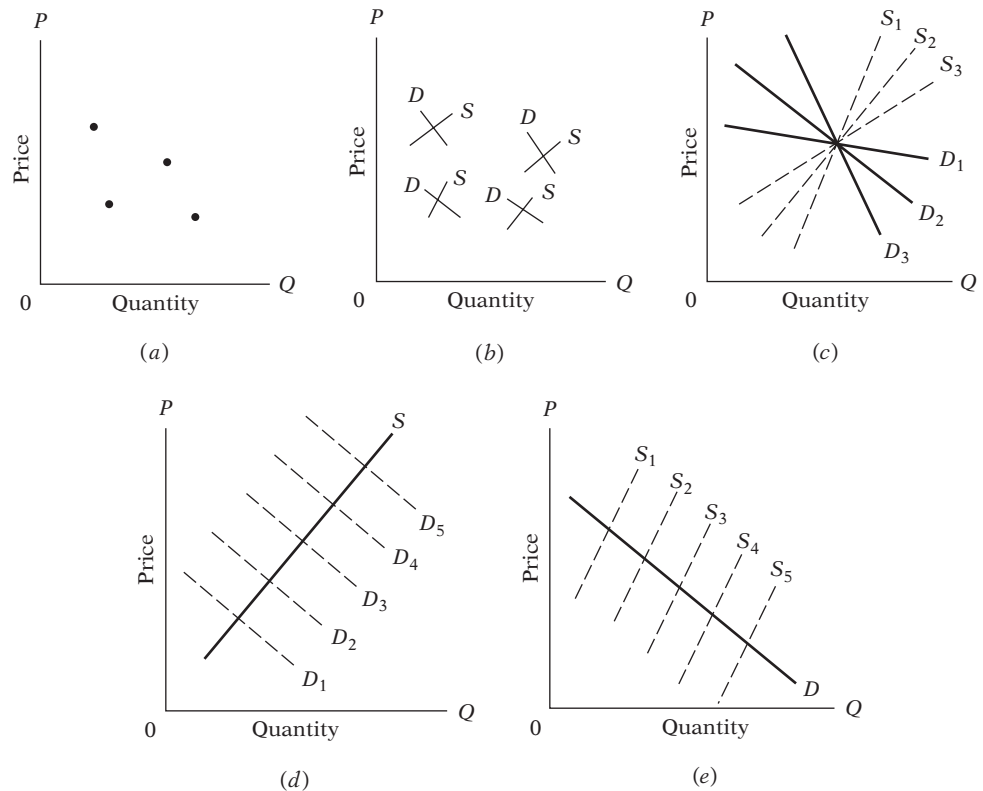 P
Price
0
Quantity
Q
(a)
P
Price
D
S
D
S
D
S
D
S
0
Quantity
Q
(b)
P
Price
S₁
S₂
S₃
D₁
D₂
D₃
0
Quantity
Q
(c)
P
Price
S
D₅
D₄
D₃
D₂
D₁
0
Quantity
Q
(d)
P
Price
S₁
S₂
S₃
S₄
S₅
D
0
Quantity
Q
(e)